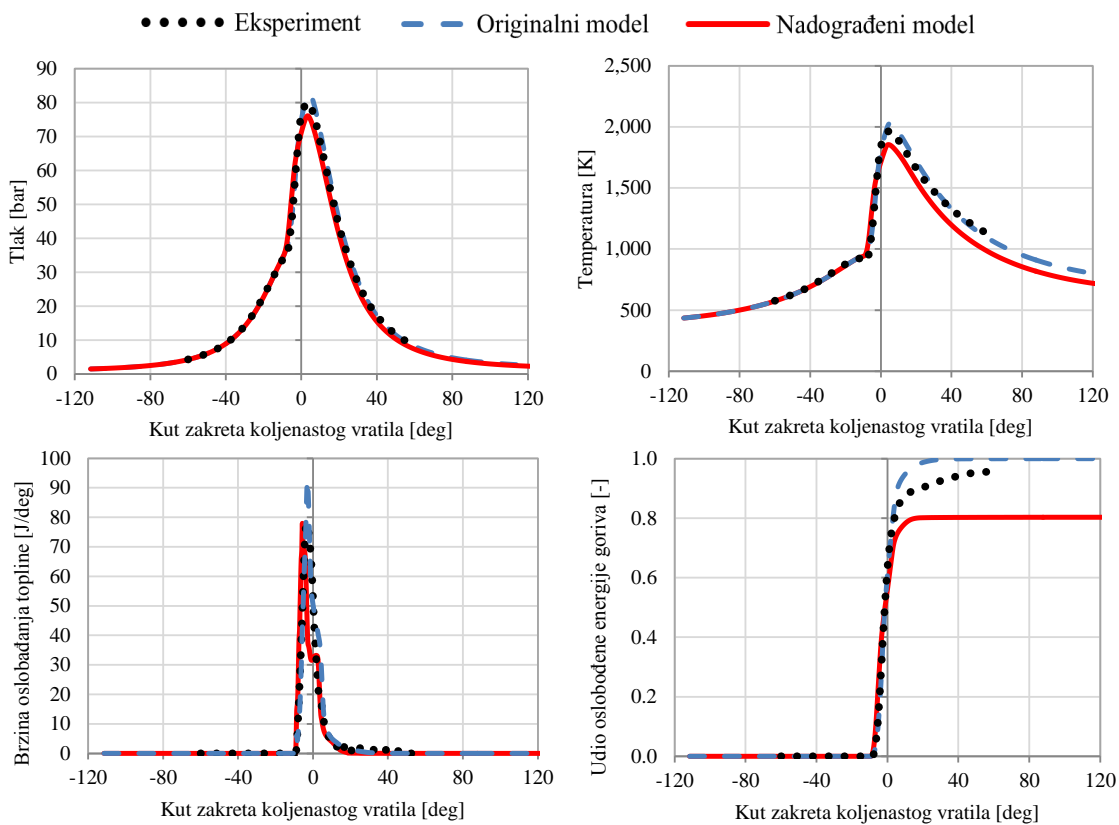 Eksperiment Originalni model Nadograđeni model
Tlak [bar]
90
80
70
60
50
40
30
20
10
0
-120 -80 -40 0 40 80 120
Kut zakreta koljenastog vratila [deg]
Temperatura [K]
2,500
2,000
1,500
1,000
500
0
-120 -80 -40 0 40 80 120
Kut zakreta koljenastog vratila [deg]
Brzina oslobađanja topline [J/deg]
100
90
80
70
60
50
40
30
20
10
0
-120 -80 -40 0 40 80 120
Kut zakreta koljenastog vratila [deg]
Udio oslobođene energije goriva [-]
1.0
0.8
0.6
0.4
0.2
0.0
-120 -80 -40 0 40 80 120
Kut zakreta koljenastog vratila [deg]